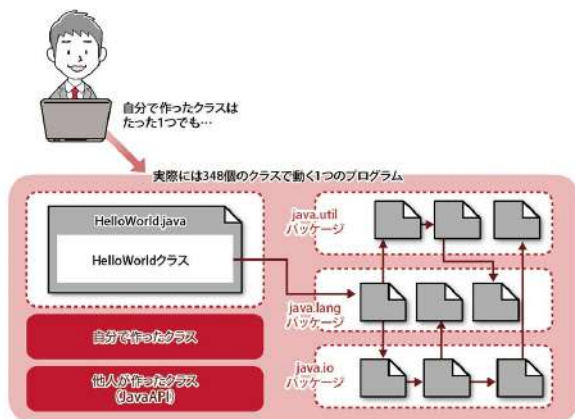 自分で作ったクラスは
たった1つでも…
実際には348個のクラスで動く1つのプログラム
HelloWorld.java
HelloWorldクラス
java.util
パッケージ
java.lang
パッケージ
自分で作ったクラス
他人が作ったクラス
(JavaAPI)
java.io
パッケージ